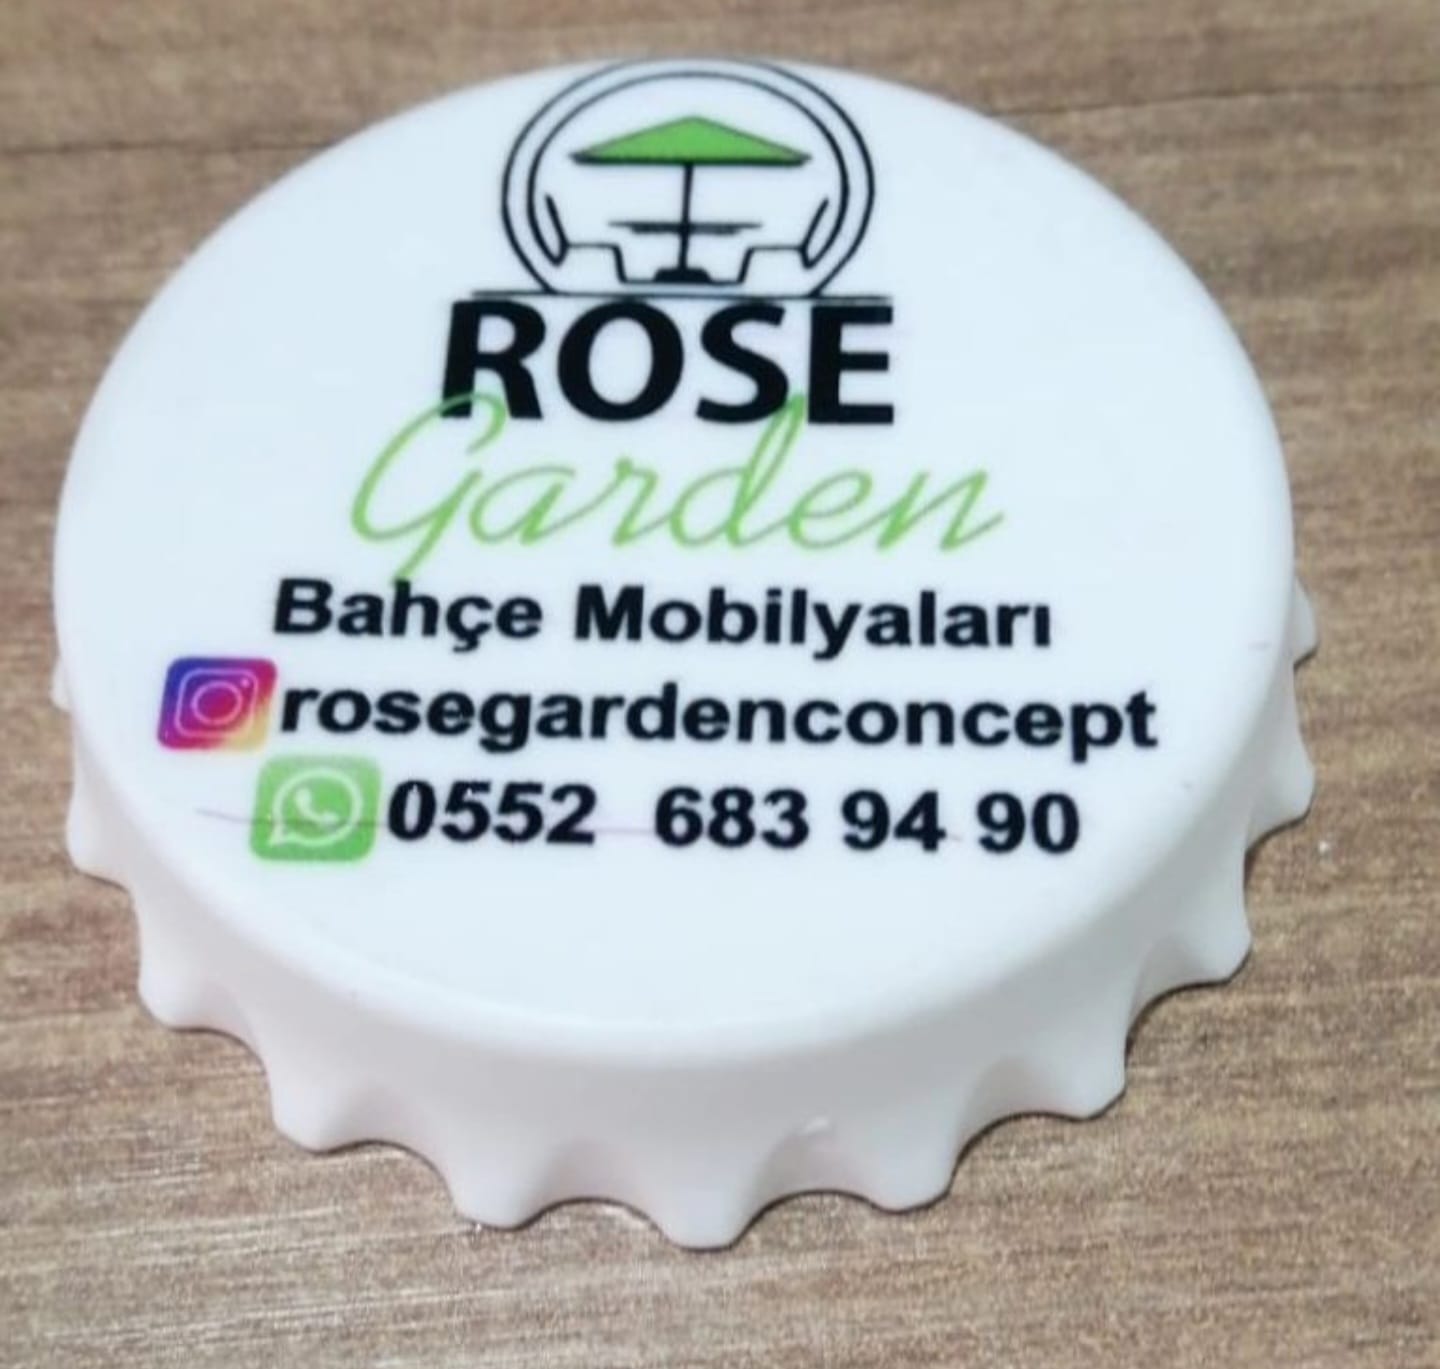 ROSE
Garden
Bahçe Mobilyaları
rosegardenconcept
0552 683 94 90